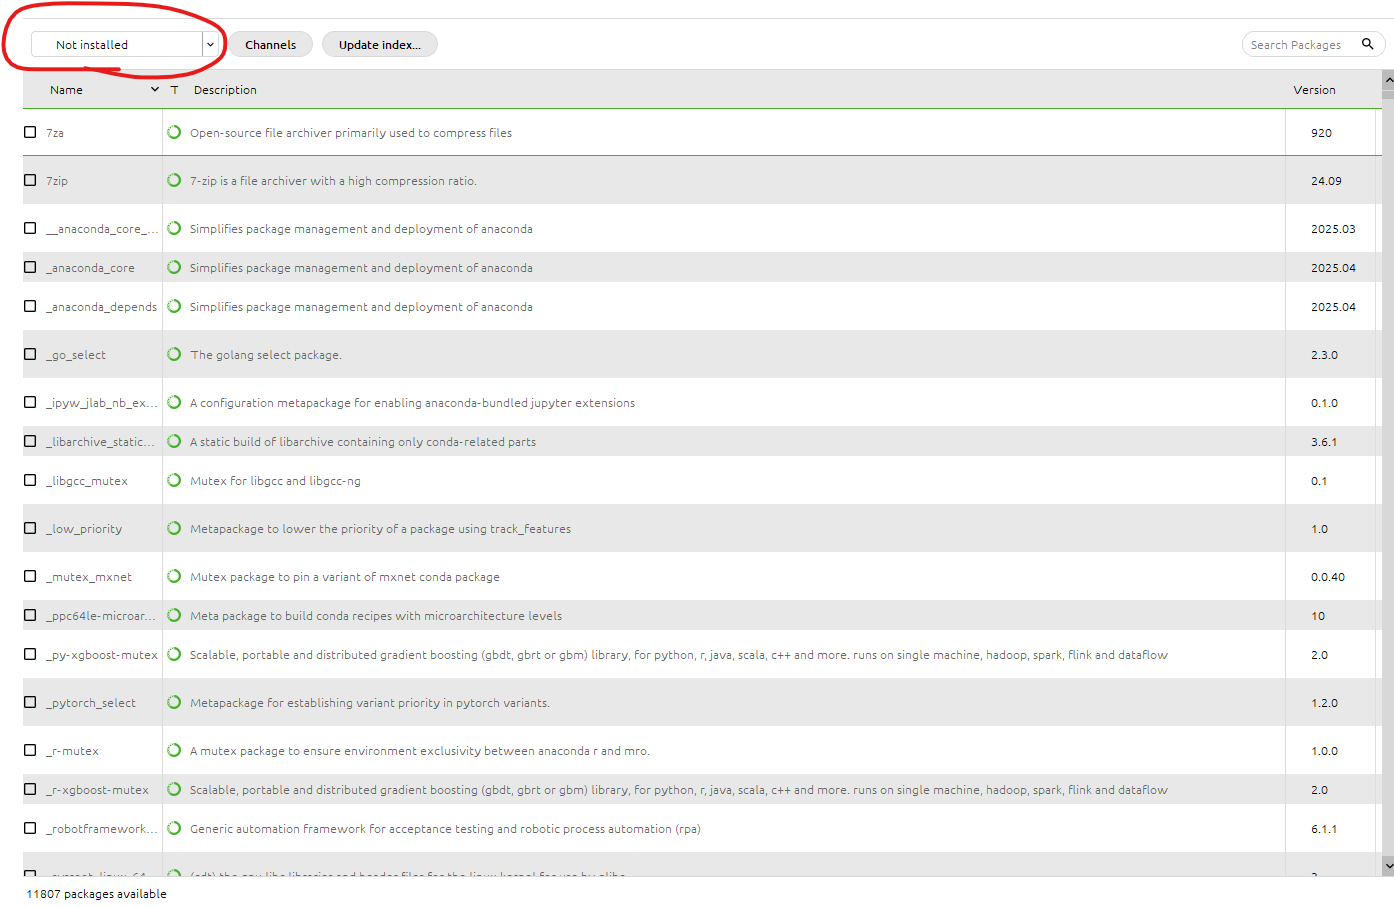 Not installed Channels Update index... Search Packages
Name T Description Version
7za Open-source file archiver primarily used to compress files 920
7zip 7-zip is a file archiver with a high compression ratio. 24.09
__anaconda_core_... Simplifies package management and deployment of anaconda 2025.03
_anaconda_core Simplifies package management and deployment of anaconda 2025.04
_anaconda_depends Simplifies package management and deployment of anaconda 2025.04
_go_select The golang select package. 2.3.0
_ipyw_jlab_nb_ex... A configuration metapackage for enabling anaconda-bundled jupyter extensions 0.1.0
_libarchive_static... A static build of libarchive containing only conda-related parts 3.6.1
_libgcc_mutex Mutex for libgcc and libgcc-ng 0.1
_low_priority Metapackage to lower the priority of a package using track_features 1.0
_mutex_mxnet Mutex package to pin a variant of mxnet conda package 0.0.40
_ppc64le-microar... Meta package to build conda recipes with microarchitecture levels 10
_py-xgboost-mutex Scalable, portable and distributed gradient boosting (gbdt, gbrt or gbm) library, for python, r, java, scala, c++ and more. runs on single machine, hadoop, spark, flink and dataflow 2.0
_pytorch_select Metapackage for establishing variant priority in pytorch variants. 1.2.0
_r-mutex A mutex package to ensure environment exclusivity between anaconda r and mro. 1.0.0
_r-xgboost-mutex Scalable, portable and distributed gradient boosting (gbdt, gbrt or gbm) library, for python, r, java, scala, c++ and more. runs on single machine, hadoop, spark, flink and dataflow 2.0
_robotframework... Generic automation framework for acceptance testing and robotic process automation (rpa) 6.1.1
11807 packages available